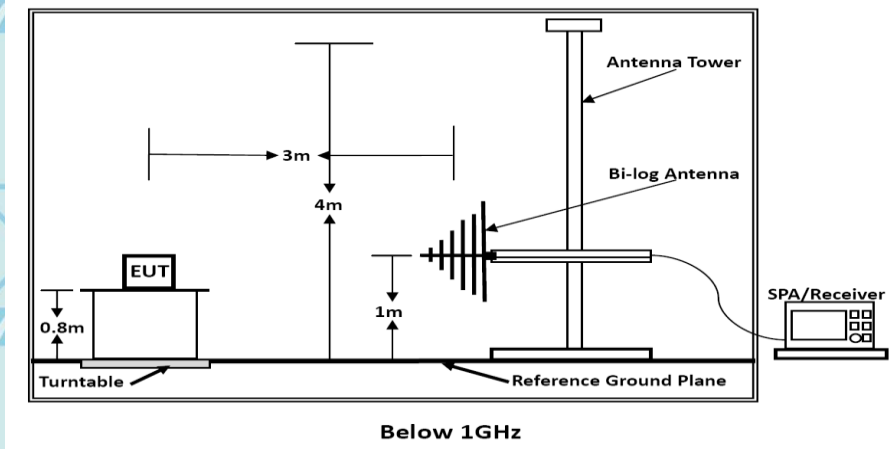 Antenna Tower
3m
Bi-log Antenna
4m
EUT
SPA/Receiver
0.8m
1m
Turntable
Reference Ground Plane
Below 1GHz